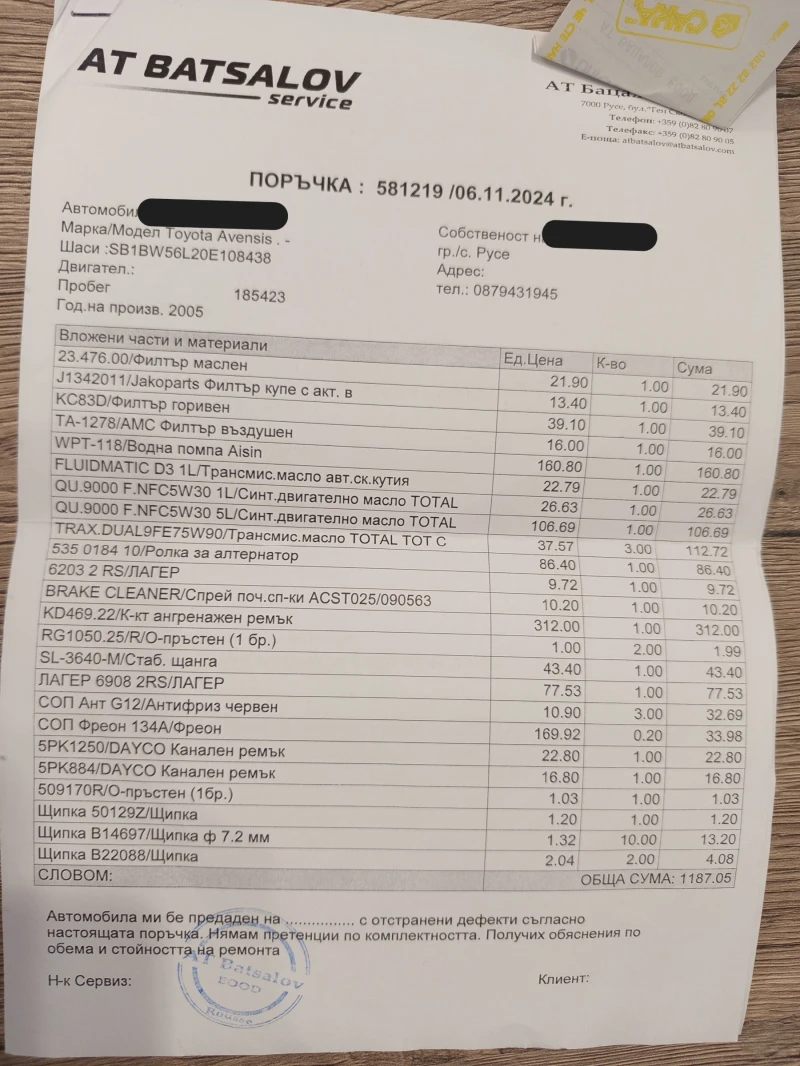 AT BATSALOV
service
АТ Баца
7000 Русе, бул."Ген
Телефон: +359 (0)82 80
Телефакс: +359 (0)82 80 90 05
Е-поща: atbatsalov@atbatsalov.com
ПОРЪЧКА : 581219 /06.11.2024 г.
Автомобил
Марка/Модел Toyota Avensis . -
Шаси :SB1BW56L20E108438
Двигател.:
Пробег 185423
Год.на произв. 2005
Собственост н
гр./с. Русе
Адрес:
тел.: 0879431945
Вложени части и материали Ед.Цена К-во Сума
23.476.00/Филтър маслен 21.90 1.00 21.90
J1342011/Jakoparts Филтър купе с акт. в 13.40 1.00 13.40
KC83D/Филтър горивен 39.10 1.00 39.10
TA-1278/AMC Филтър въздушен 16.00 1.00 16.00
WPT-118/Водна помпа Aisin 160.80 1.00 160.80
FLUIDMATIC D3 1L/Трансмис.масло авт.ск.кутия 22.79 1.00 22.79
QU.9000 F.NFC5W30 1L/Синт.двигателно масло TOTAL 26.63 1.00 26.63
QU.9000 F.NFC5W30 5L/Синт.двигателно масло TOTAL 106.69 1.00 106.69
TRAX.DUAL9FE75W90/Трансмис.масло TOTAL TOT C 37.57 3.00 112.72
535 0184 10/Ролка за алтернатор 86.40 1.00 86.40
6203 2 RS/ЛАГЕР 9.72 1.00 9.72
BRAKE CLEANER/Спрей поч.сп-ки ACST025/090563 10.20 1.00 10.20
KD469.22/К-кт ангренажен ремък 312.00 1.00 312.00
RG1050.25/R/О-пръстен (1 бр.) 1.00 2.00 1.99
SL-3640-M/Стаб. щанга 43.40 1.00 43.40
ЛАГЕР 6908 2RS/ЛАГЕР 77.53 1.00 77.53
СОП Ант G12/Антифриз червен 10.90 3.00 32.69
СОП Фреон 134A/Фреон 169.92 0.20 33.98
5PK1250/DAYCO Канален ремък 22.80 1.00 22.80
5PK884/DAYCO Канален ремък 16.80 1.00 16.80
509170R/О-пръстен (1бр.) 1.03 1.00 1.03
Щипка 50129Z/Щипка 1.20 1.00 1.20
Щипка B14697/Щипка ф 7.2 мм 1.32 10.00 13.20
Щипка B22088/Щипка 2.04 2.00 4.08
СЛОВОМ: ОБЩА СУМА: 1187.05
Автомобила ми бе предаден на ................ с отстранени дефекти съгласно
настоящата поръчка. Нямам претенции по комплектността. Получих обяснения по
обема и стойността на ремонта
Н-к Сервиз: Клиент:
AT Batsalov
EOOD
Rousse